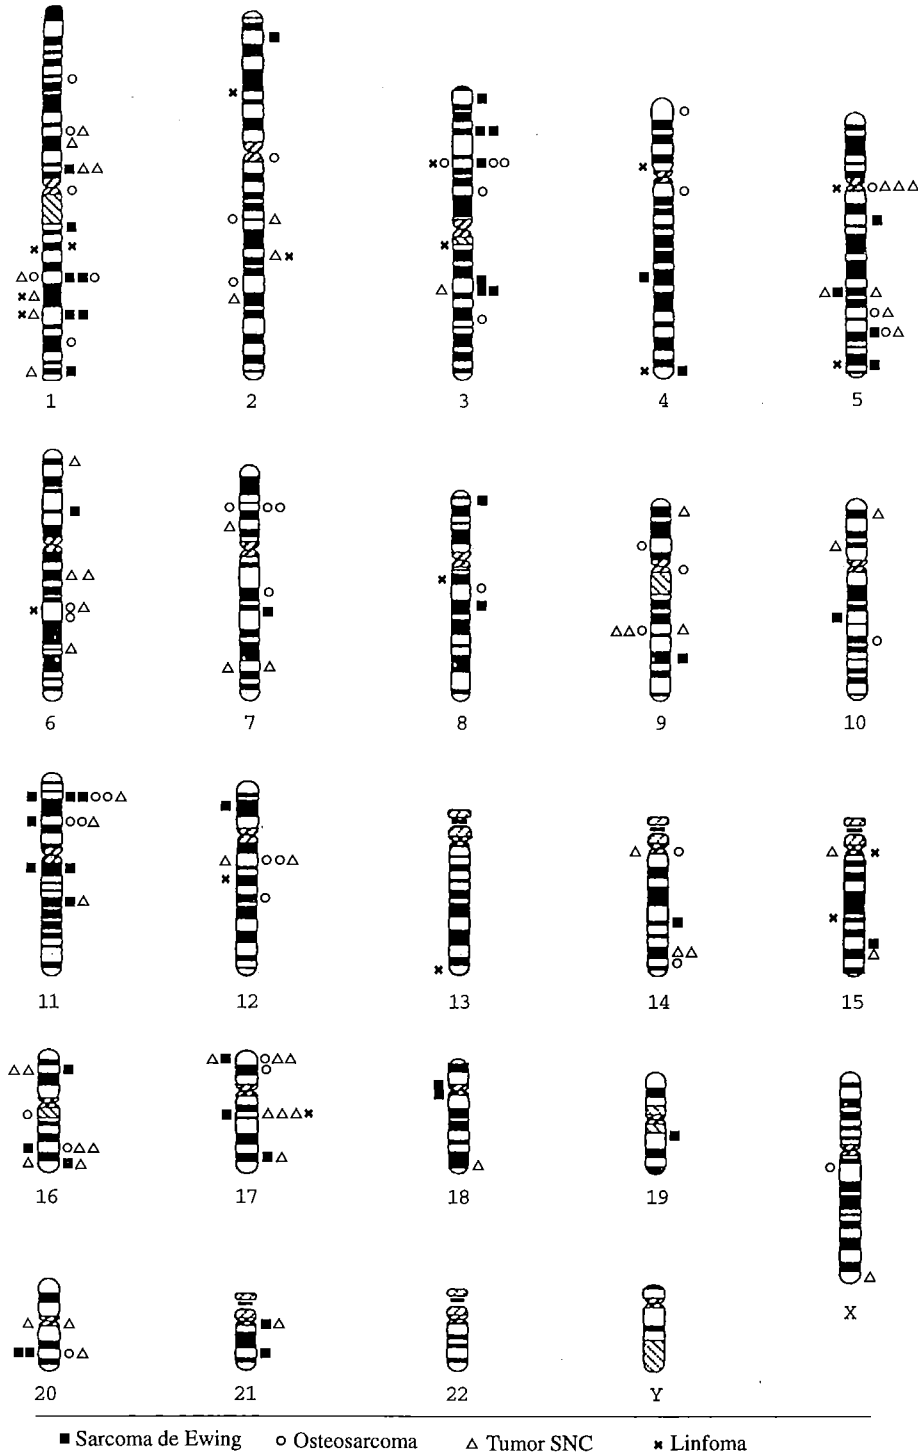 1 2 3 4 5
6 7 8 9 10
11 12 13 14 15
16 17 18 19
X
20 21 22 Y
■ Sarcoma de Ewing ○ Osteosarcoma △ Tumor SNC × Linfoma